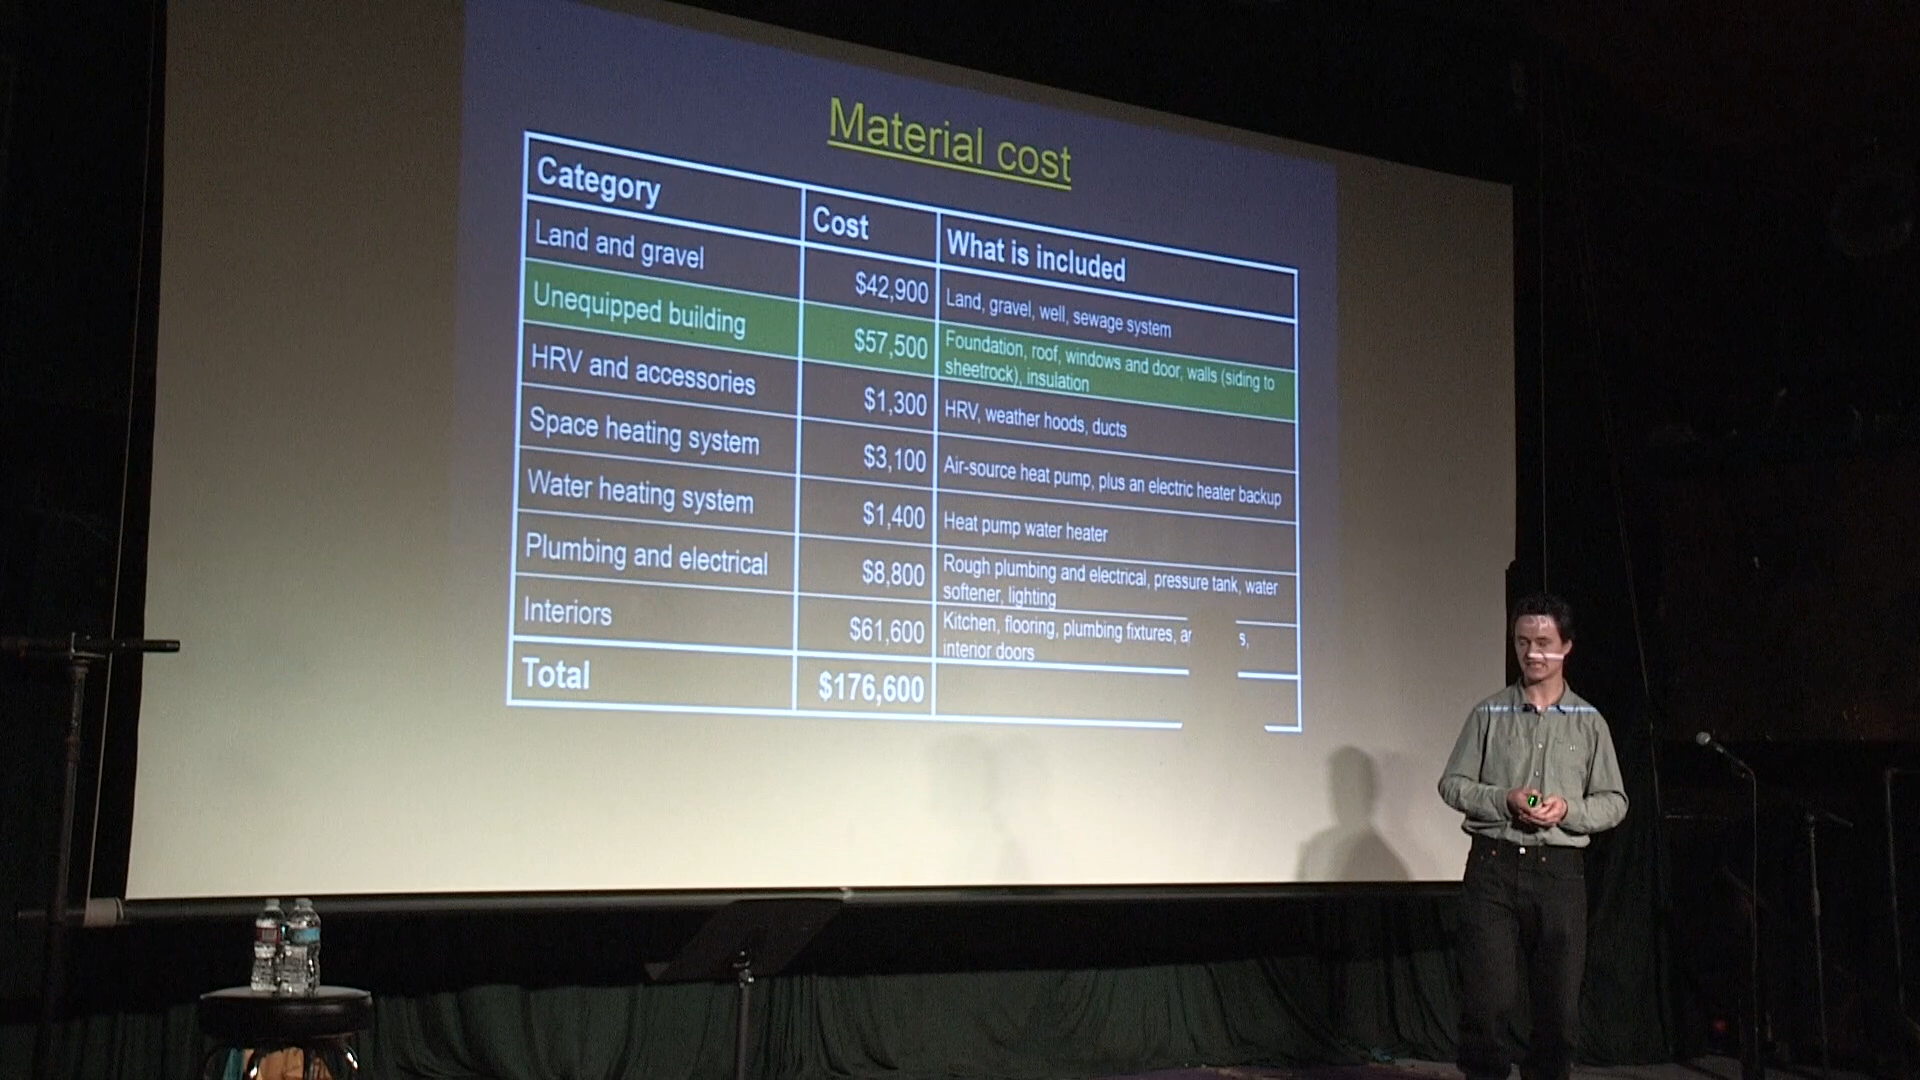 Material cost
Category
Cost
What is included
Land and gravel
$42,900
Land, gravel, well, sewage system
Unequipped building
$57,500
Foundation, roof, windows and door, walls (siding to
sheetrock), insulation
HRV and accessories
$1,300
HRV, weather hoods, ducts
Space heating system
$3,100
Air-source heat pump, plus an electric heater backup
Water heating system
$1,400
Heat pump water heater
Plumbing and electrical
$8,800
Rough plumbing and electrical, pressure tank, water
softener, lighting
Interiors
$61,600
Kitchen, flooring, plumbing fixtures,
interior doors
Total
$176,600